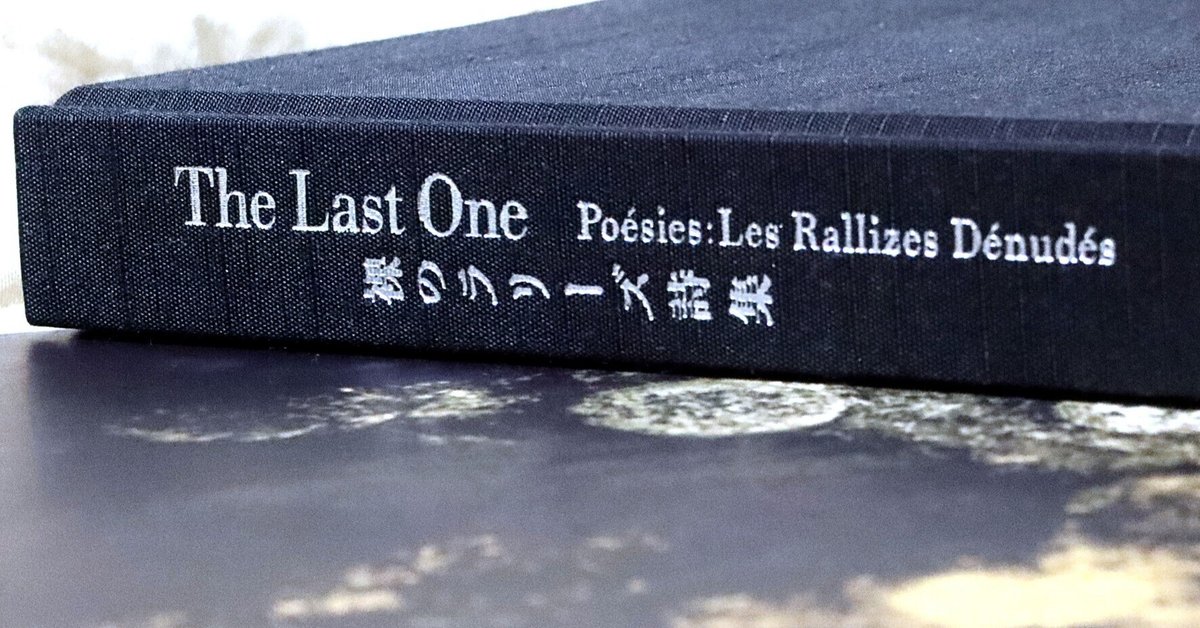 The Last One Poésies:Les Rallizes Dénudés
裸のラリーズ詩集